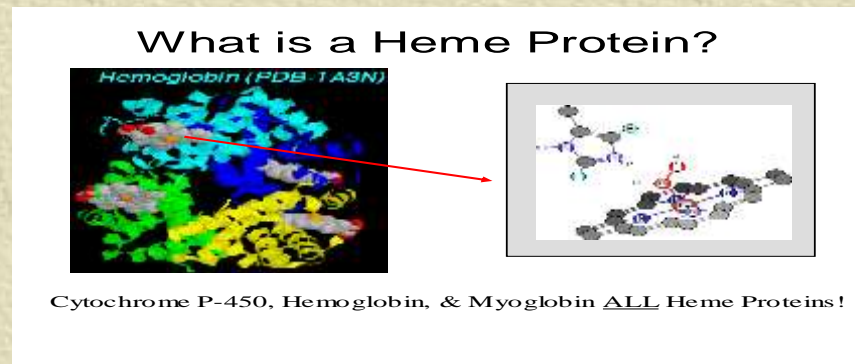 What is a Heme Protein?
Hemoglobin (PDB-1A3N)
Cytochrome P-450, Hemoglobin, & Myoglobin ALL Heme Proteins!